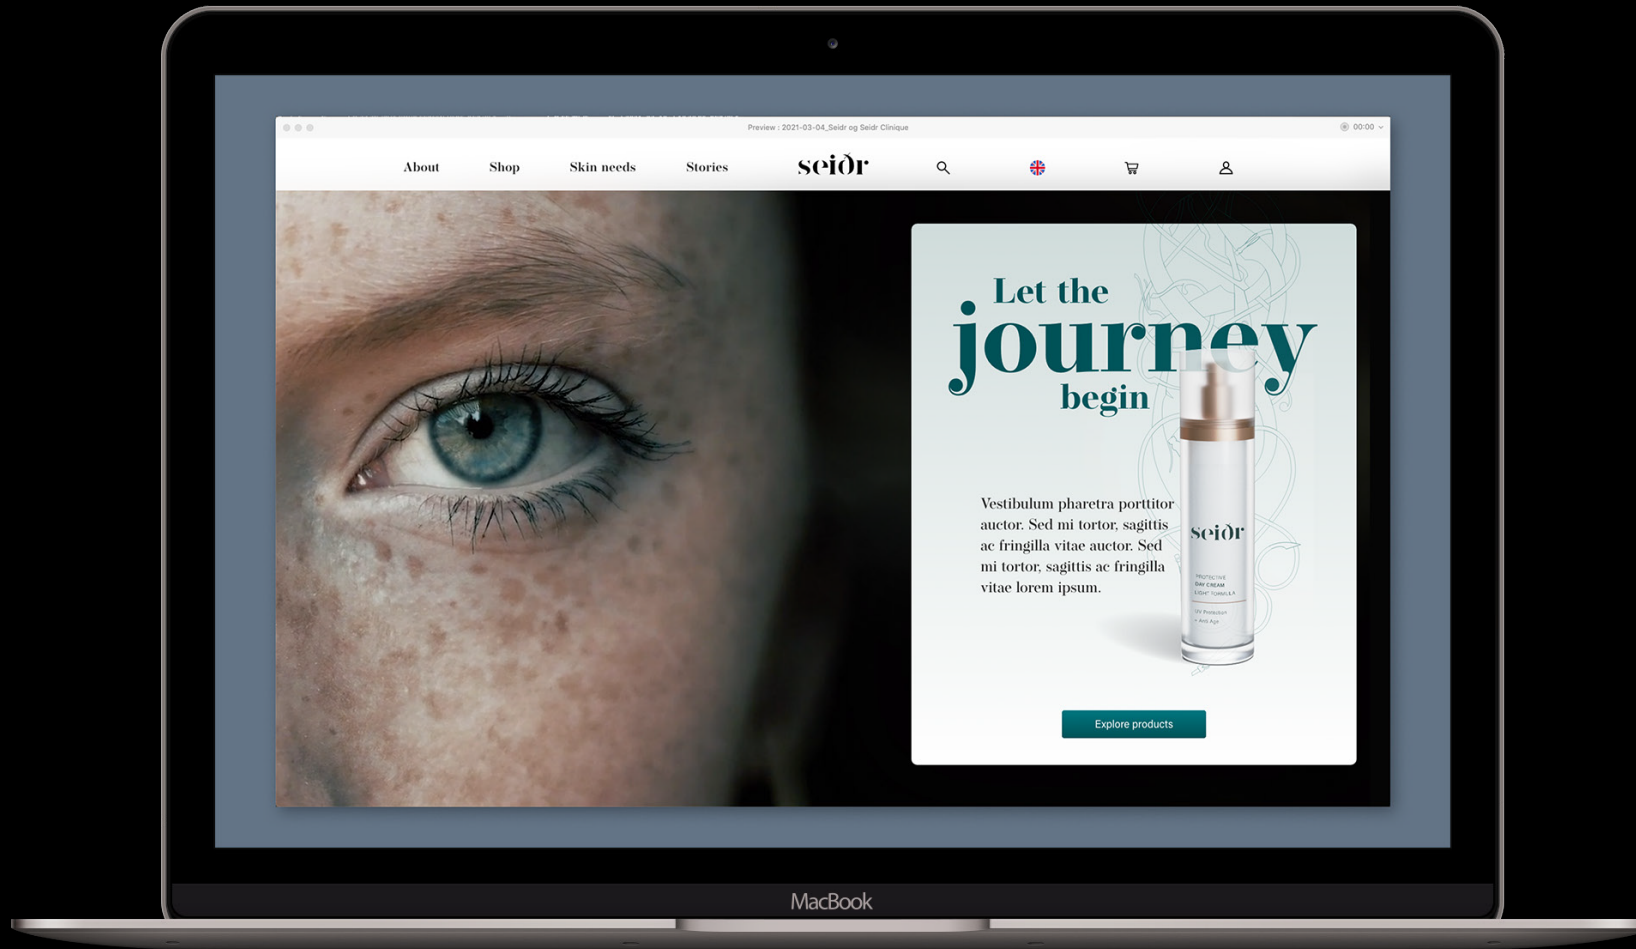 Preview : 2021-03-04_Seidr og Seidr Clinique
00:00
About
Shop
Skin needs
Stories
seiðr
Let the
journey
begin
Vestibulum pharetra porttitor
auctor. Sed mi tortor, sagittis
ac fringilla vitae auctor. Sed
mi tortor, sagittis ac fringilla
vitae lorem ipsum.
seiðr
PROTECTIVE
DAY CREAM
LIGHT FORMULA
UV Protection
+ Anti Age
Explore products
MacBook